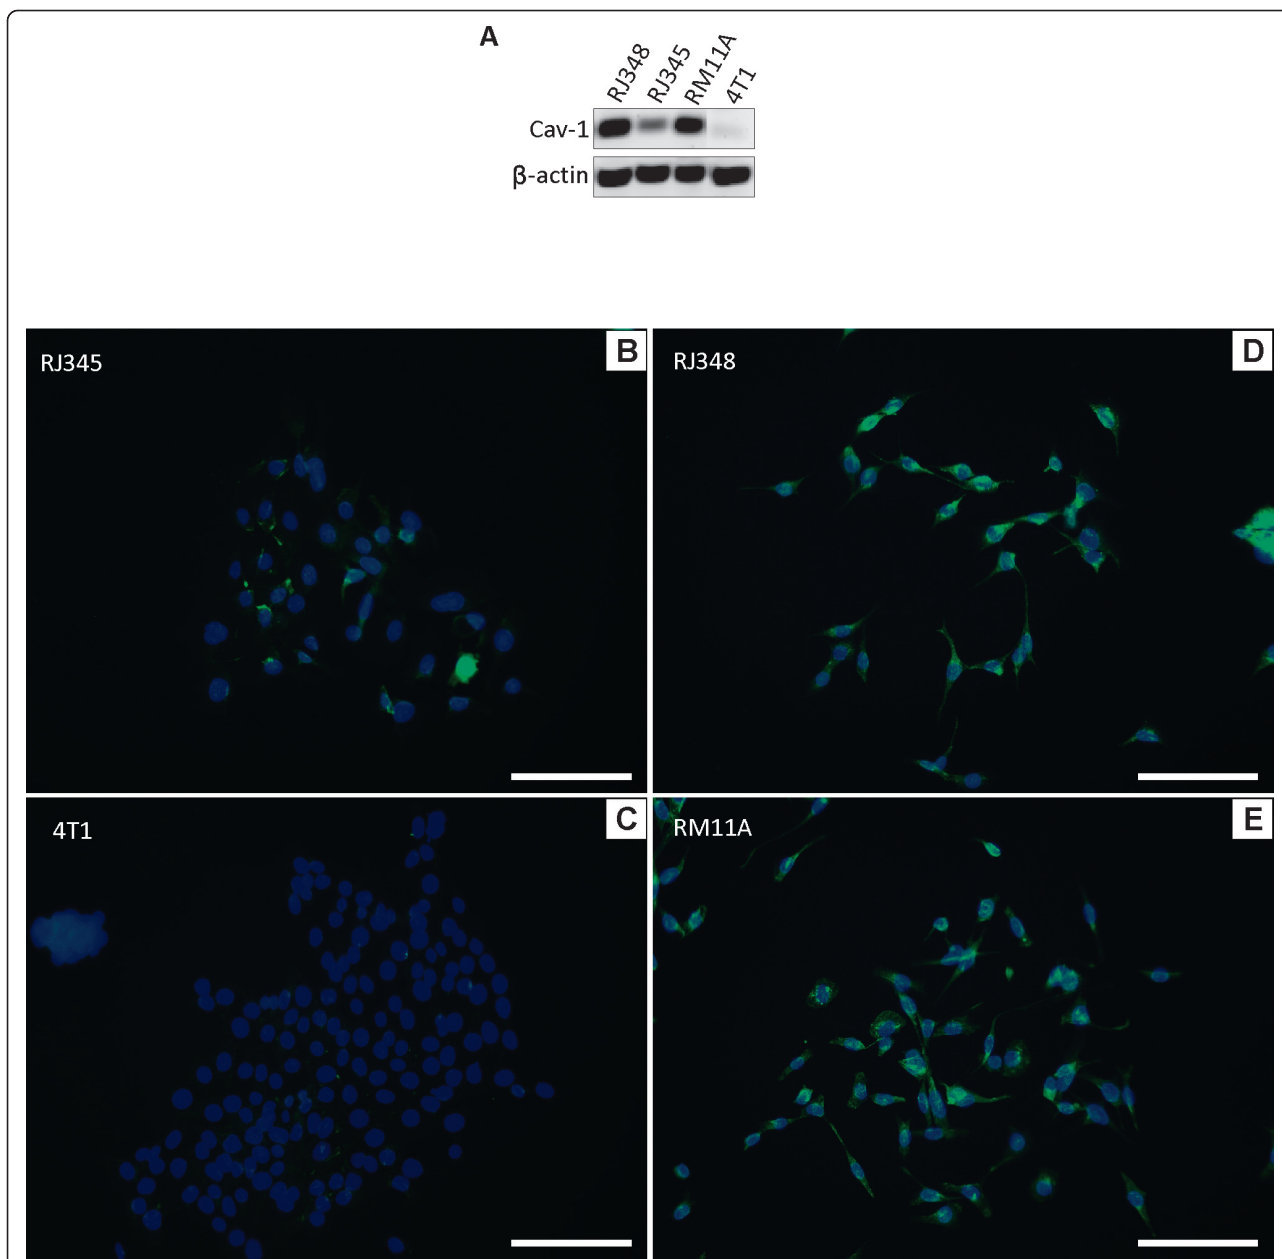 A
RJ348 RJ345 RM11A 4T1
Cav-1
β-actin
RJ345 B
RJ348 D
4T1 C
RM11A E